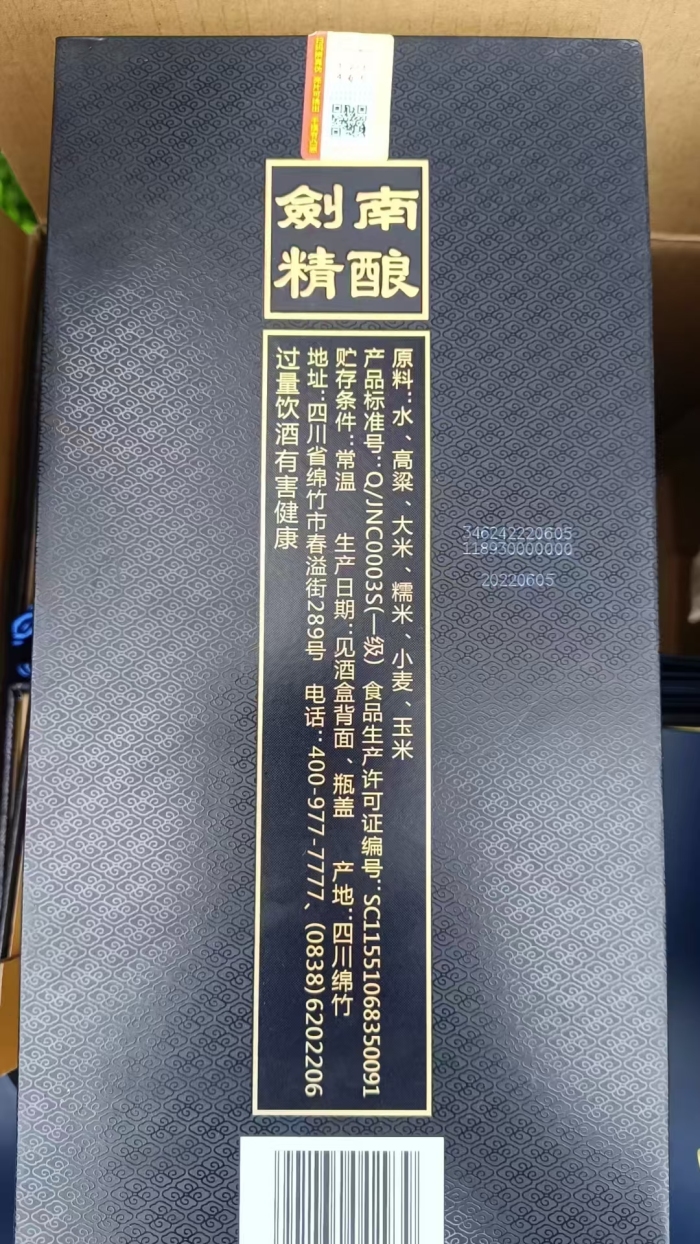 劍南
精酿
原料：水、高粱、大米、糯米、小麦、玉米
产品标准号：Q/JNC0003S(一级) 食品生产许可证编号：SC11551068350091
贮存条件：常温 生产日期：见酒盒背面、瓶盖 产地：四川绵竹
地址：四川省绵竹市春溢街289号 电话：400-977-7777、(0838)6202206
过量饮酒有害健康
346242220605
118930000000
20220605